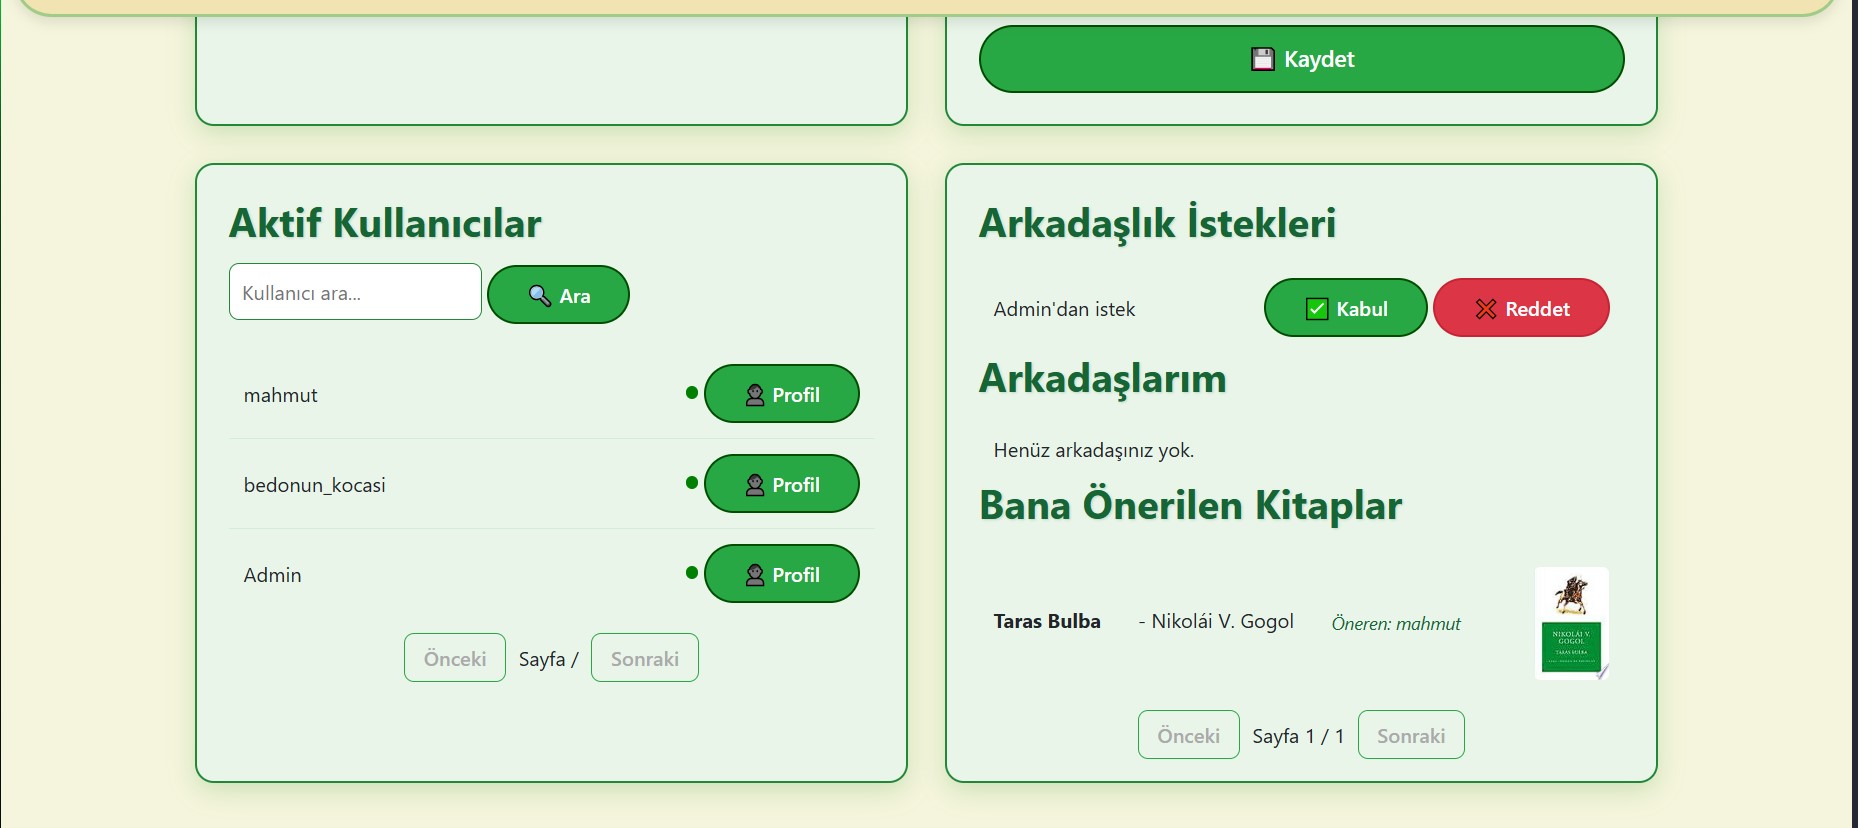 Kaydet
Aktif Kullanıcılar
Kullanıcı ara...
Ara
mahmut
Profil
bedonun_kocasi
Profil
Admin
Profil
Önceki
Sayfa /
Sonraki
Arkadaşlık İstekleri
Admin'dan istek
Kabul
Reddet
Arkadaşlarım
Henüz arkadaşınız yok.
Bana Önerilen Kitaplar
Taras Bulba - Nikolái V. Gogol Öneren: mahmut
NIKOLÁI V.
GOGOL
TARAS BULBA
Önceki
Sayfa 1 / 1
Sonraki